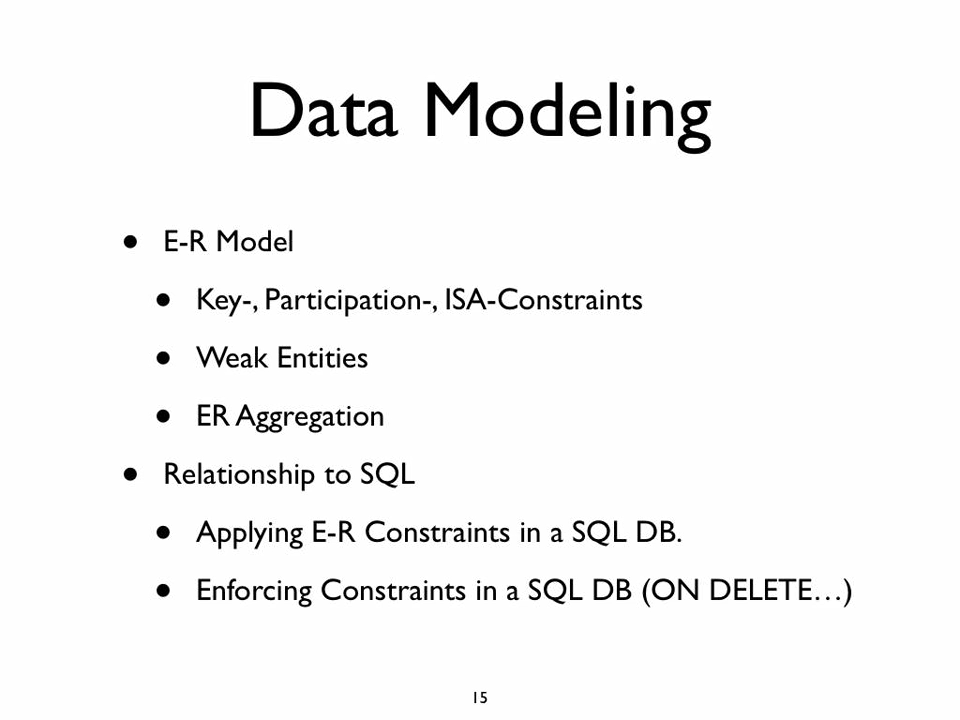 Data Modeling
• E-R Model
• Key-, Participation-, ISA-Constraints
• Weak Entities
• ER Aggregation
• Relationship to SQL
• Applying E-R Constraints in a SQL DB.
• Enforcing Constraints in a SQL DB (ON DELETE…)
15